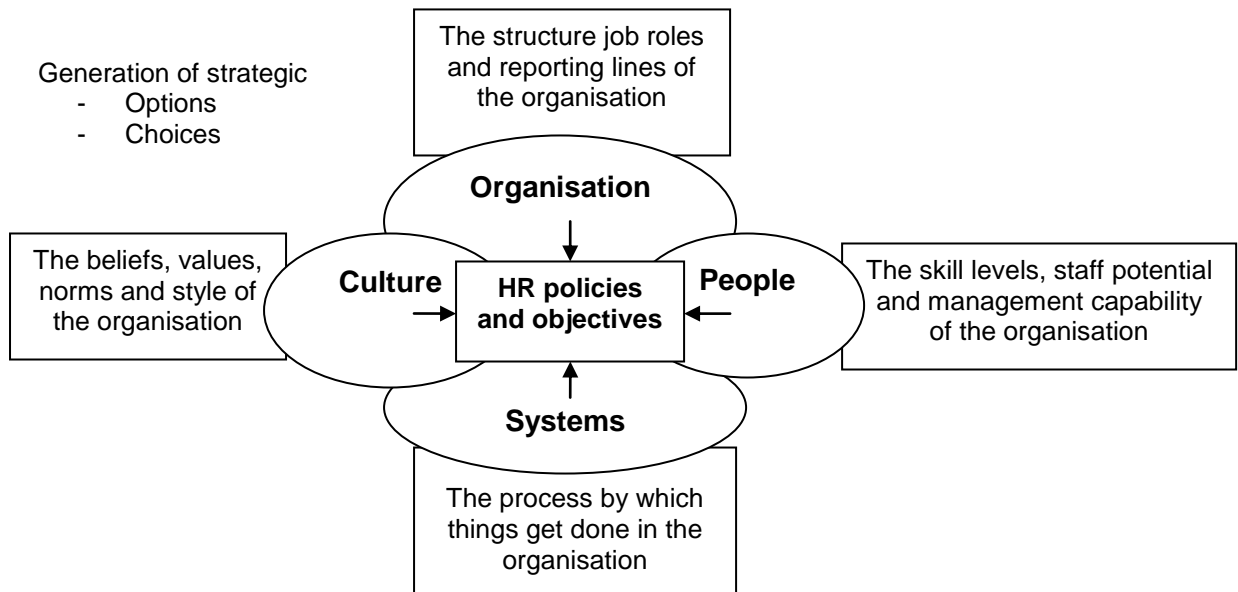 Generation of strategic
- Options
- Choices
The structure job roles
and reporting lines of
the organisation
Organisation
The beliefs, values,
norms and style of
the organisation
Culture
HR policies
and objectives
People
The skill levels, staff potential
and management capability
of the organisation
Systems
The process by which
things get done in the
organisation